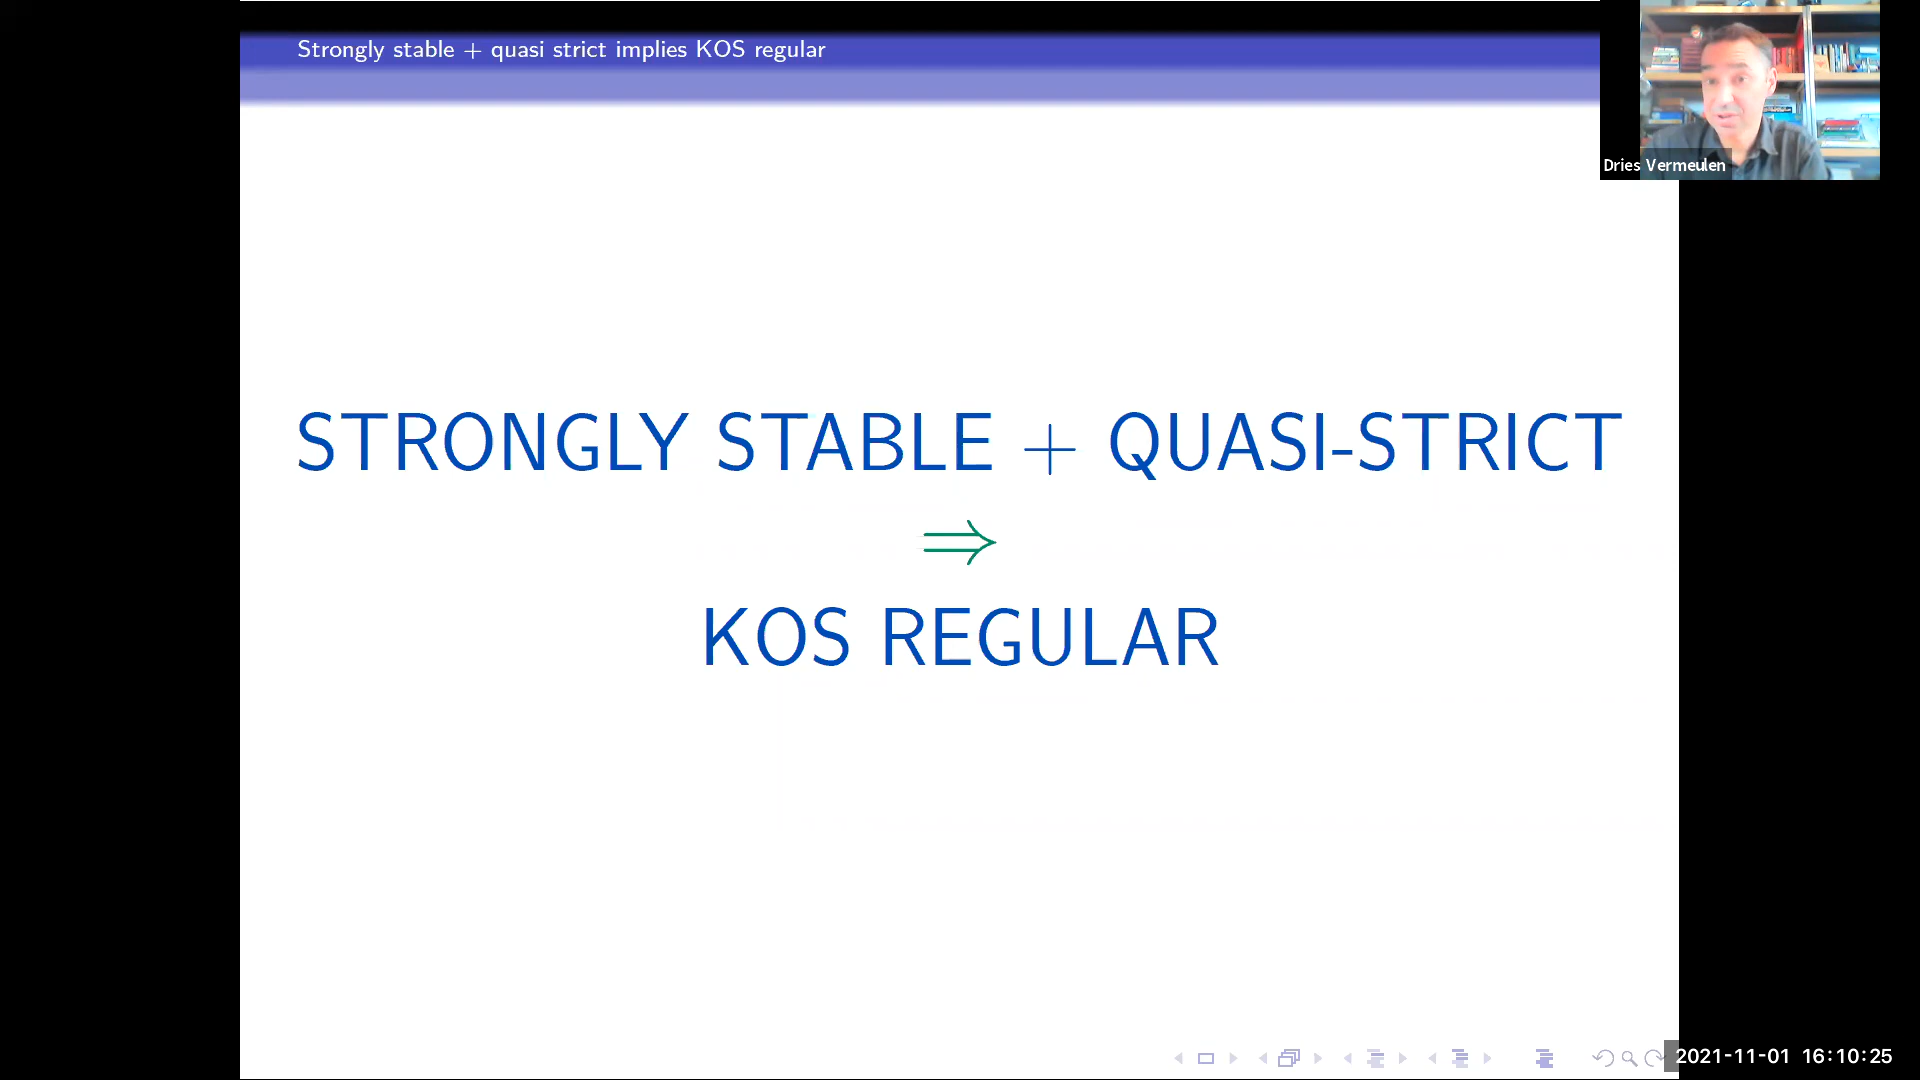 Strongly stable + quasi strict implies KOS regular
Dries Vermeulen
STRONGLY STABLE + QUASI-STRICT
⇒
KOS REGULAR
2021-11-01 16:10:25